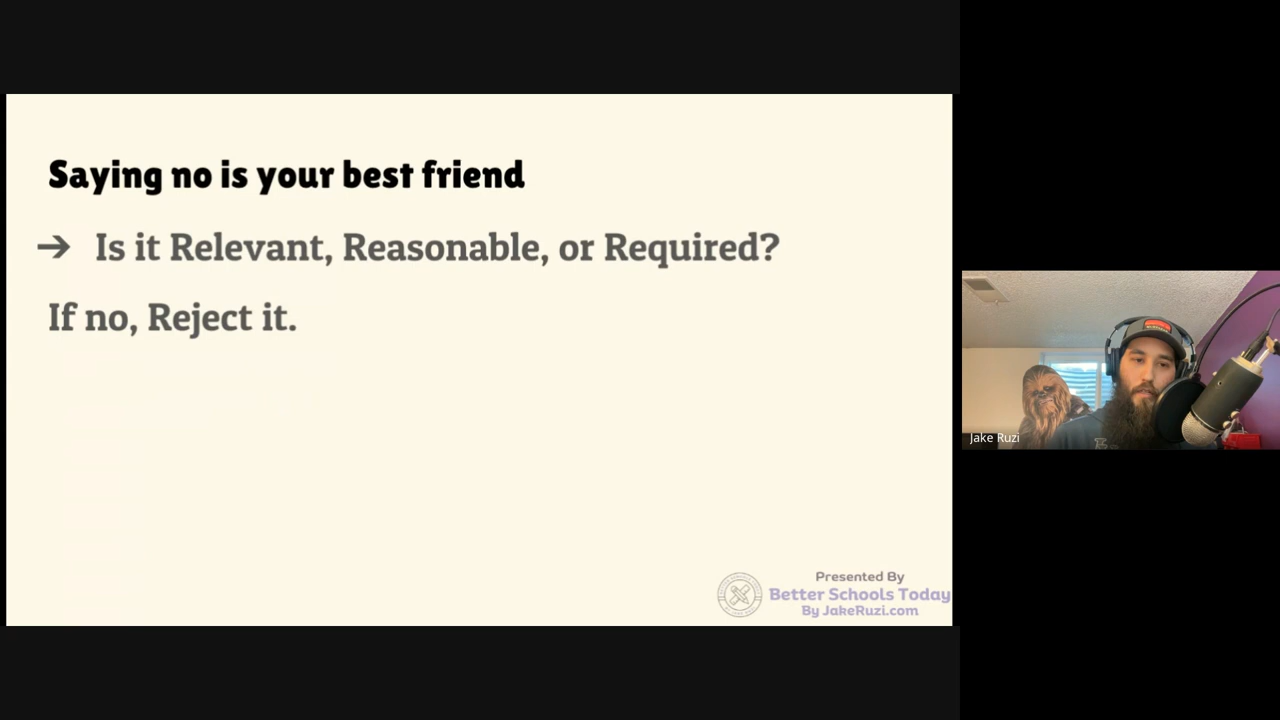 Saying no is your best friend
➔ Is it Relevant, Reasonable, or Required?
If no, Reject it.
Presented By
Better Schools Today
By JakeRuzi.com
Jake Ruzi